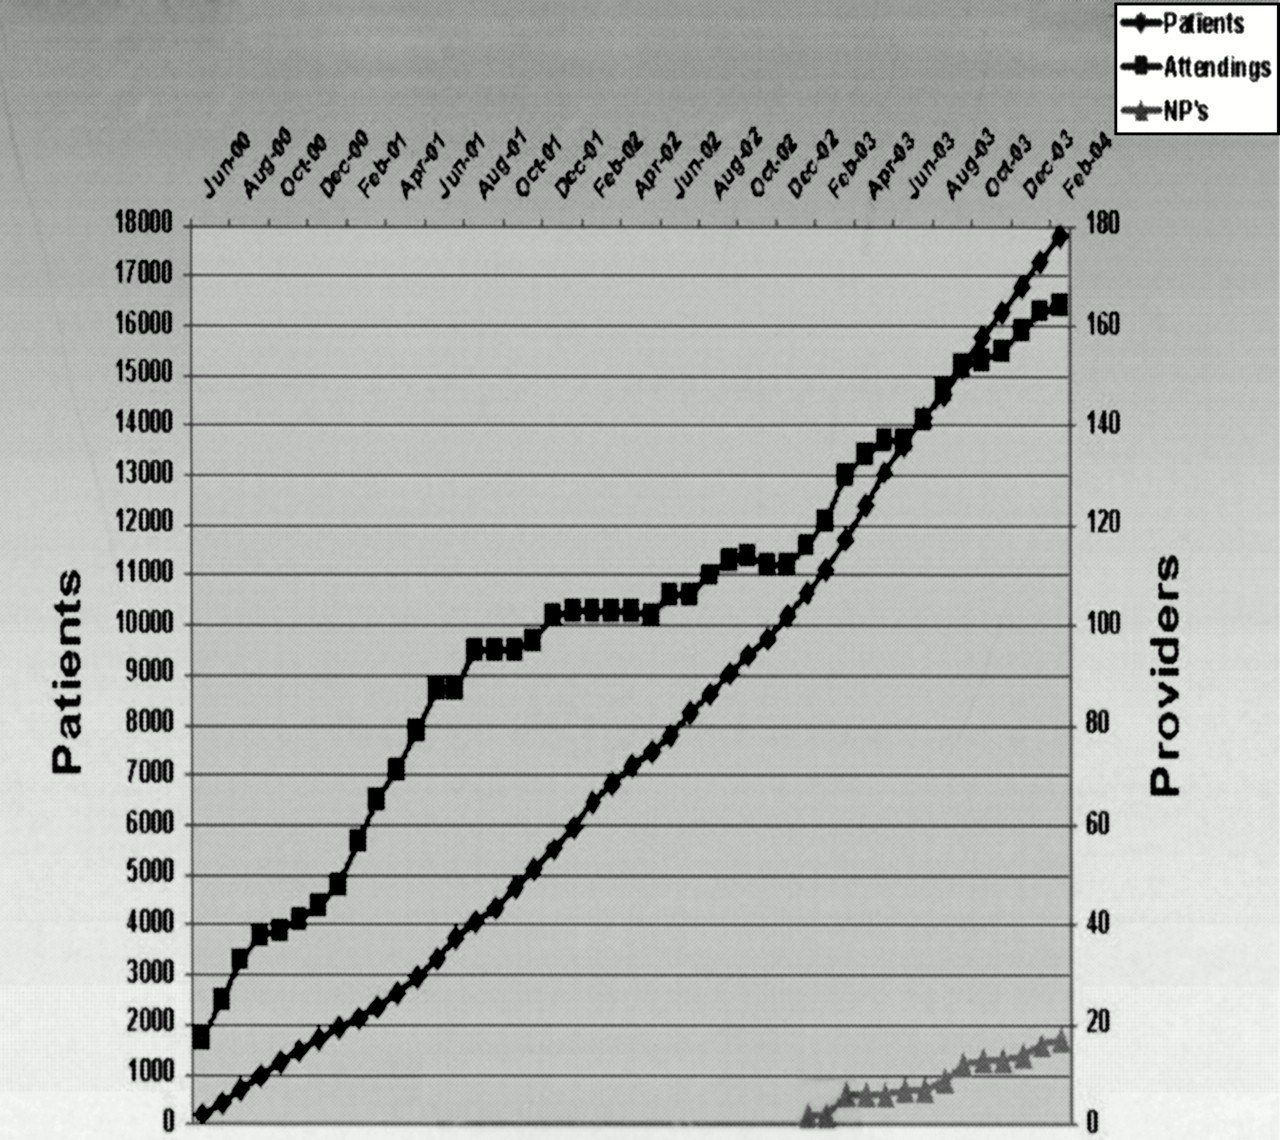 Patients
Attendings
NP's
Jun-00
Aug-00
Oct-00
Dec-00
Feb-01
Apr-01
Jun-01
Aug-01
Oct-01
Dec-01
Feb-02
Apr-02
Jun-02
Aug-02
Oct-02
Dec-02
Feb-03
Apr-03
Jun-03
Aug-03
Oct-03
Dec-03
Feb-04
18000
17000
16000
15000
14000
13000
12000
11000
10000
9000
8000
7000
6000
5000
4000
3000
2000
1000
0
Patients
180
160
140
120
100
80
60
40
20
0
Providers